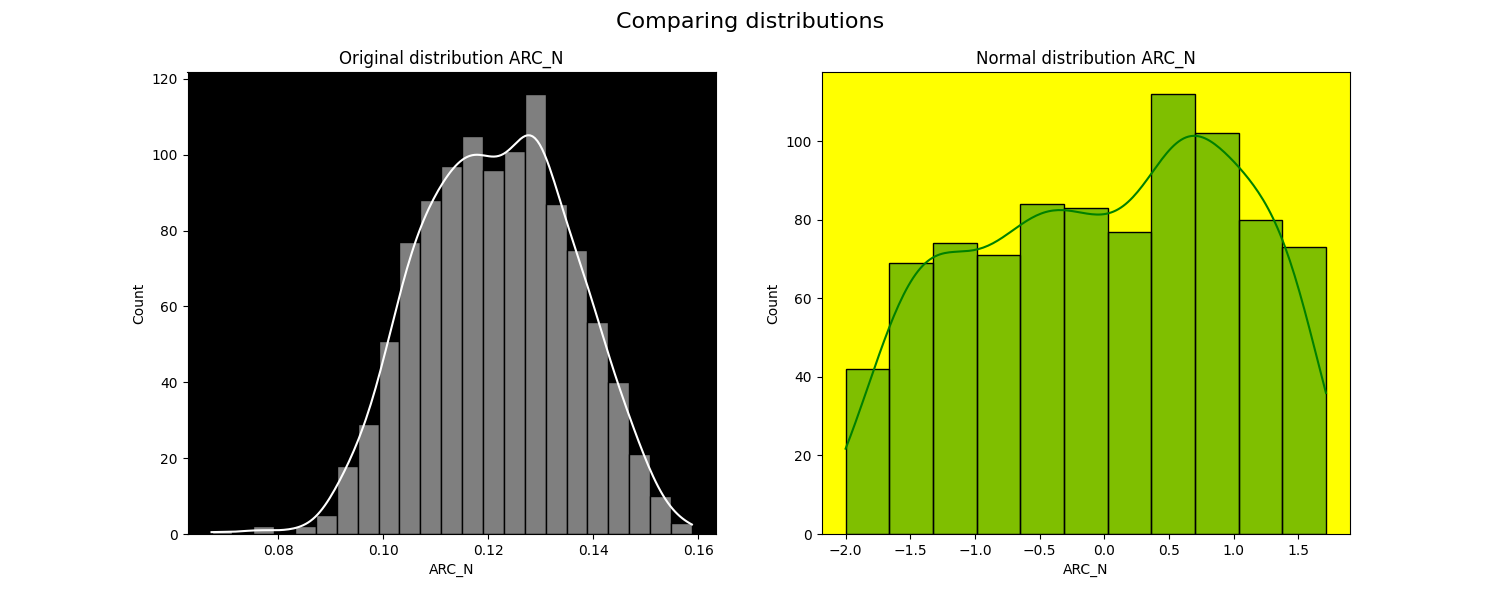 Comparing distributions
Original distribution ARC_N
120
100
80
60
40
20
0
Count
0.08 0.10 0.12 0.14 0.16
ARC_N
Normal distribution ARC_N
100
80
60
40
20
0
Count
−2.0 −1.5 −1.0 −0.5 0.0 0.5 1.0 1.5
ARC_N